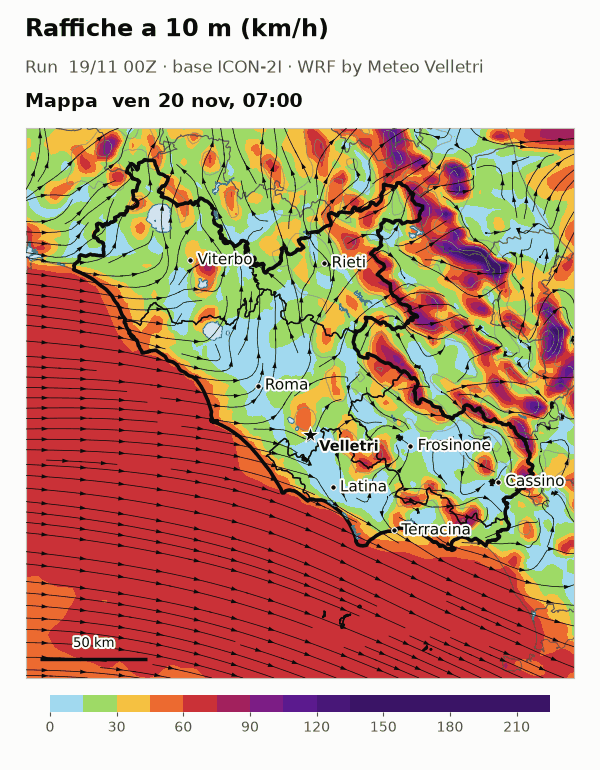 Raffiche a 10 m (km/h)
Run  19/11 00Z · base ICON-2I · WRF by Meteo Velletri
Mappa  ven 20 nov, 07:00
Viterbo
Rieti
Roma
Velletri
Frosinone
Latina
Cassino
Terracina
50 km
0 30 60 90 120 150 180 210